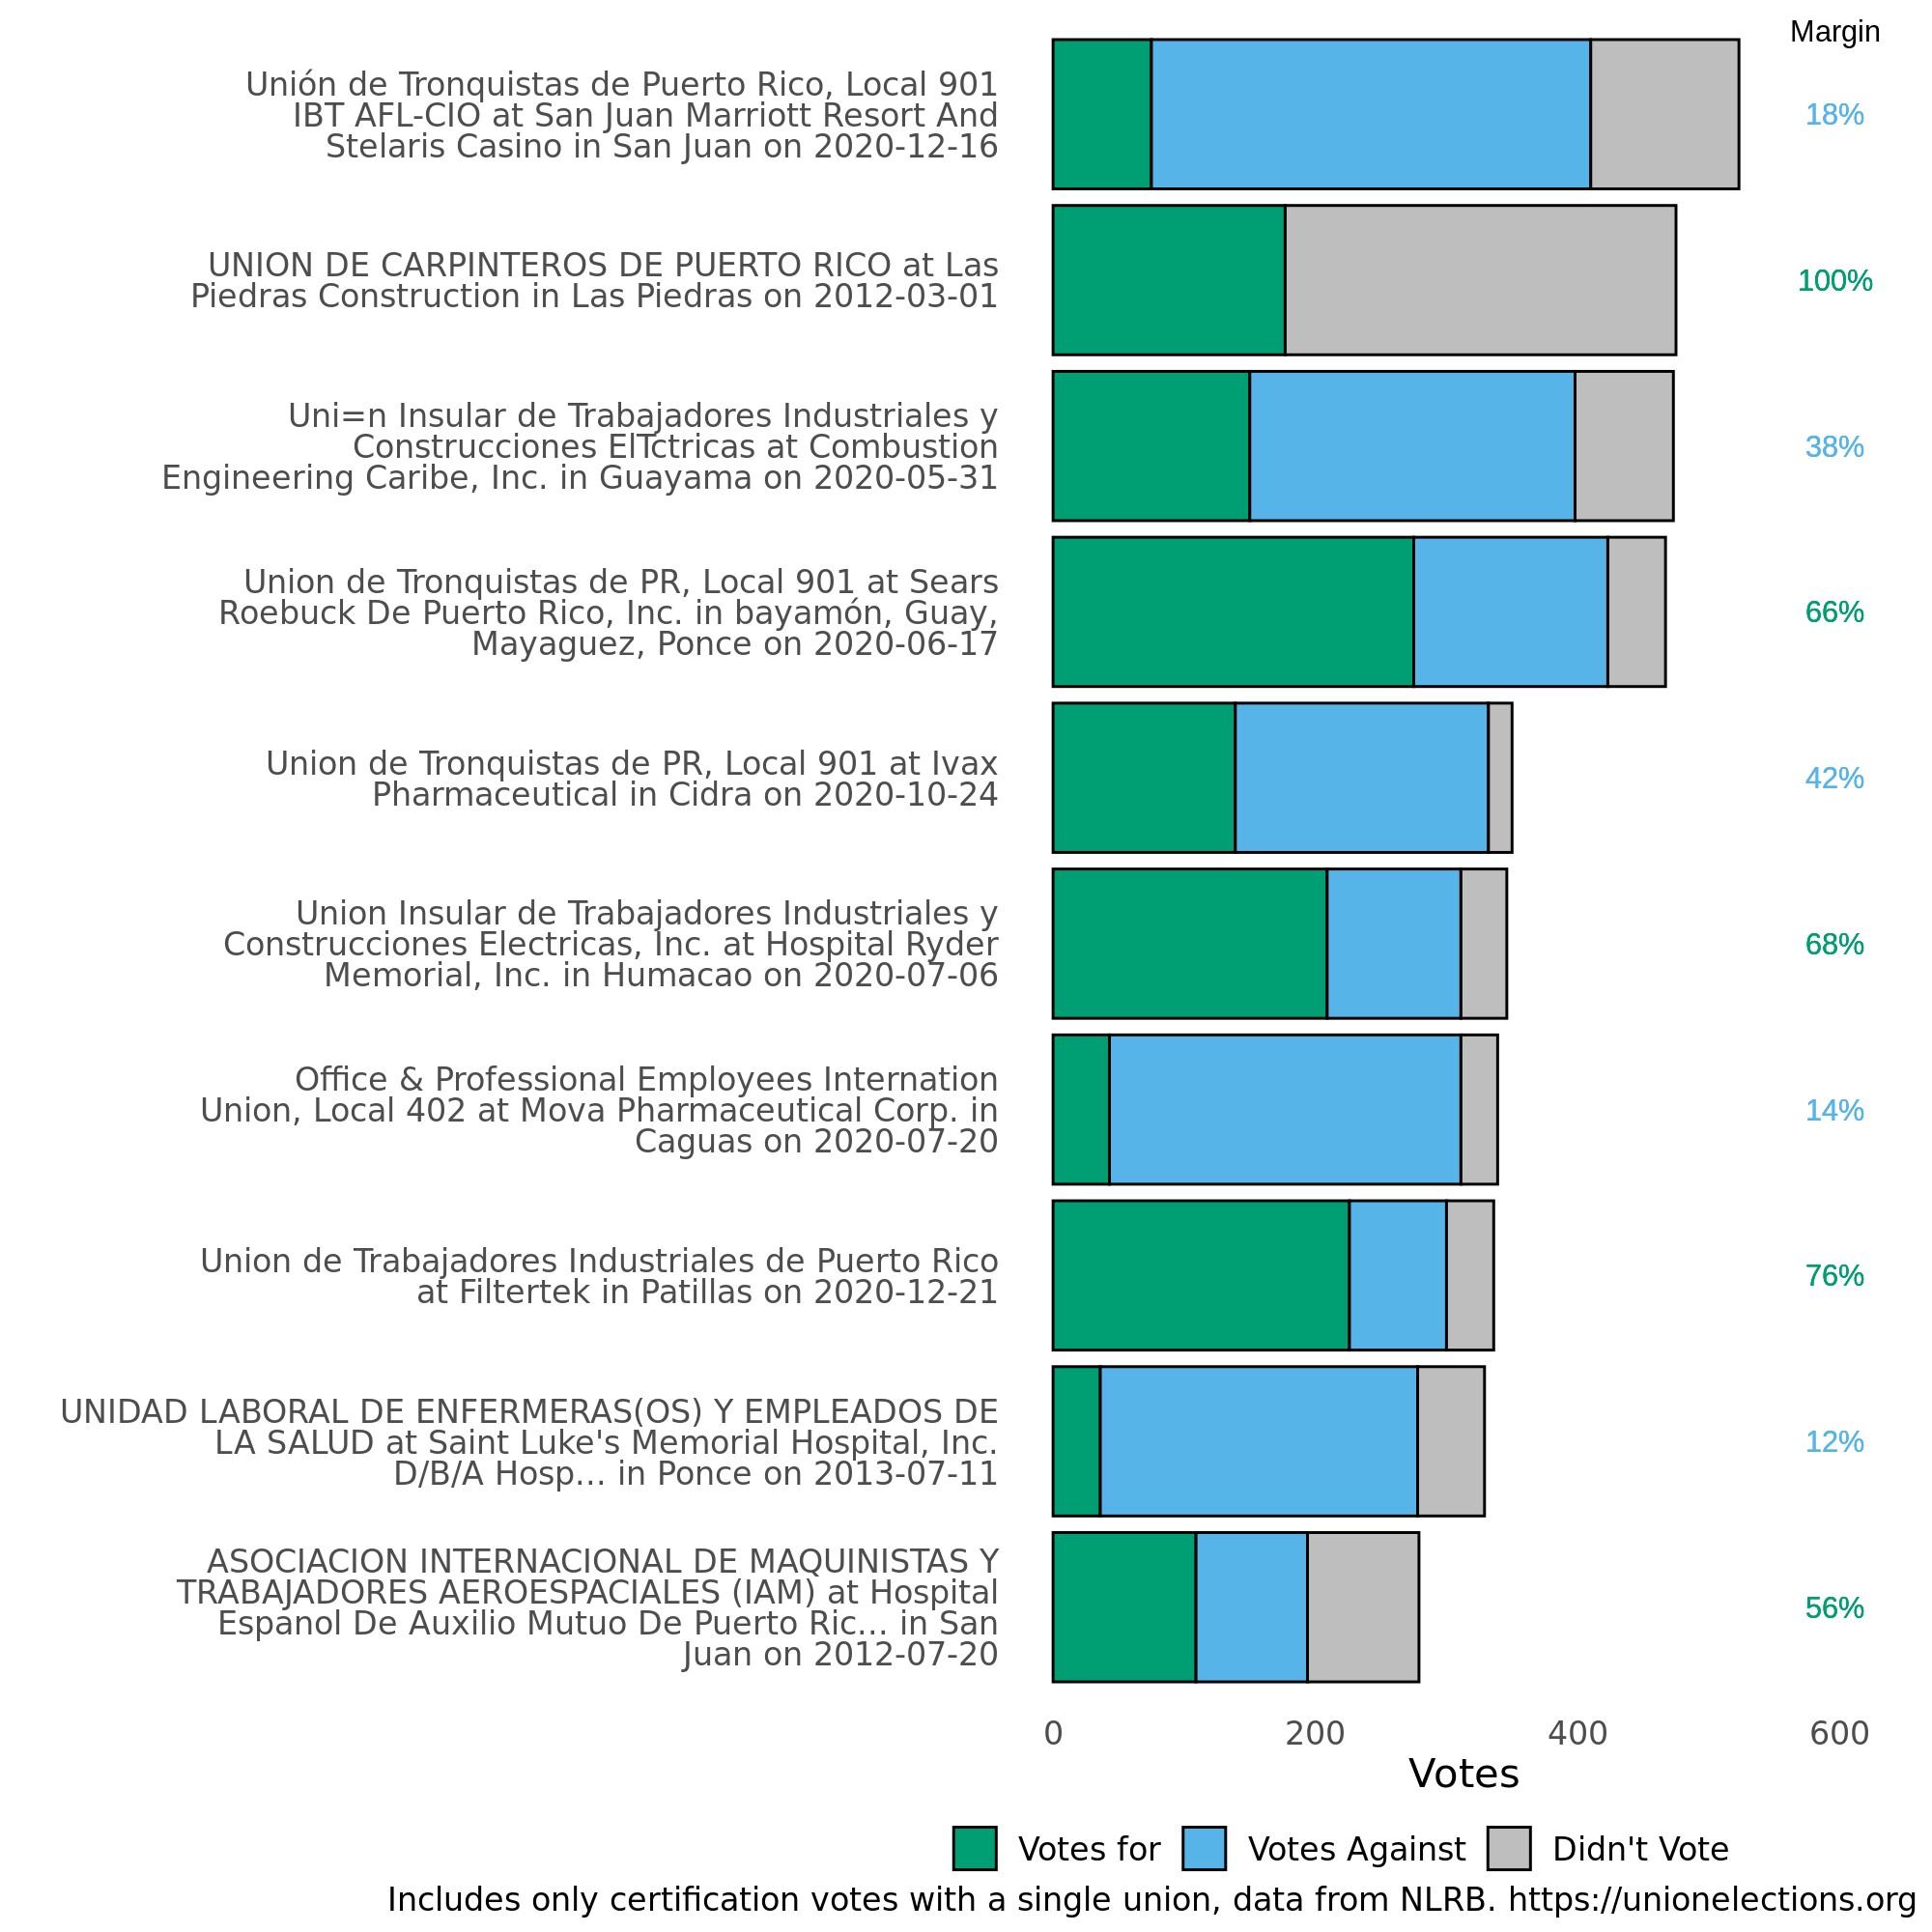 Margin
Unión de Tronquistas de Puerto Rico, Local 901
IBT AFL-CIO at San Juan Marriott Resort And
Stelaris Casino in San Juan on 2020-12-16
18%
UNION DE CARPINTEROS DE PUERTO RICO at Las
Piedras Construction in Las Piedras on 2012-03-01
100%
Uni=n Insular de Trabajadores Industriales y
Construcciones ElTctricas at Combustion
Engineering Caribe, Inc. in Guayama on 2020-05-31
38%
Union de Tronquistas de PR, Local 901 at Sears
Roebuck De Puerto Rico, Inc. in bayamón, Guay,
Mayaguez, Ponce on 2020-06-17
66%
Union de Tronquistas de PR, Local 901 at Ivax
Pharmaceutical in Cidra on 2020-10-24
42%
Union Insular de Trabajadores Industriales y
Construcciones Electricas, Inc. at Hospital Ryder
Memorial, Inc. in Humacao on 2020-07-06
68%
Office & Professional Employees Internation
Union, Local 402 at Mova Pharmaceutical Corp. in
Caguas on 2020-07-20
14%
Union de Trabajadores Industriales de Puerto Rico
at Filtertek in Patillas on 2020-12-21
76%
UNIDAD LABORAL DE ENFERMERAS(OS) Y EMPLEADOS DE
LA SALUD at Saint Luke's Memorial Hospital, Inc.
D/B/A Hosp... in Ponce on 2013-07-11
12%
ASOCIACION INTERNACIONAL DE MAQUINISTAS Y
TRABAJADORES AEROESPACIALES (IAM) at Hospital
Espanol De Auxilio Mutuo De Puerto Ric... in San
Juan on 2012-07-20
56%
0 200 400 600
Votes
Votes for Votes Against Didn't Vote
Includes only certification votes with a single union, data from NLRB. https://unionelections.org